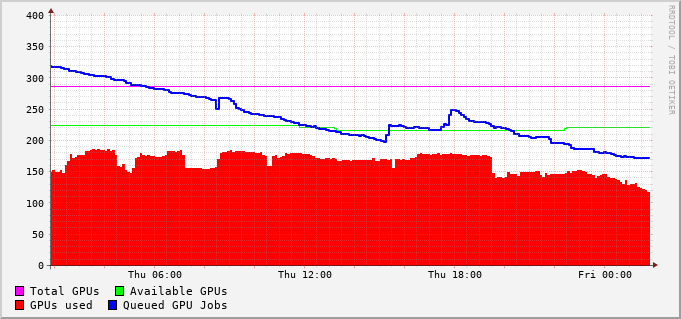 400
350
300
250
200
150
100
50
0
Thu 06:00 Thu 12:00 Thu 18:00 Fri 00:00
Total GPUs Available GPUs
GPUs used Queued GPU Jobs
RRDTOOL / TOBI OETIKER